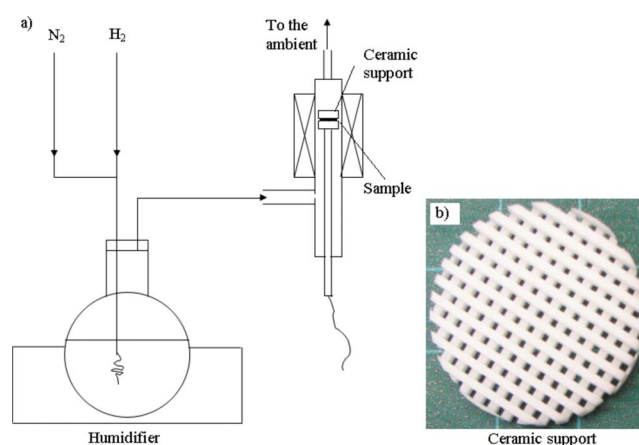 a)
N₂
H₂
To the
ambient
Ceramic
support
Sample
Humidifier
b)
Ceramic support